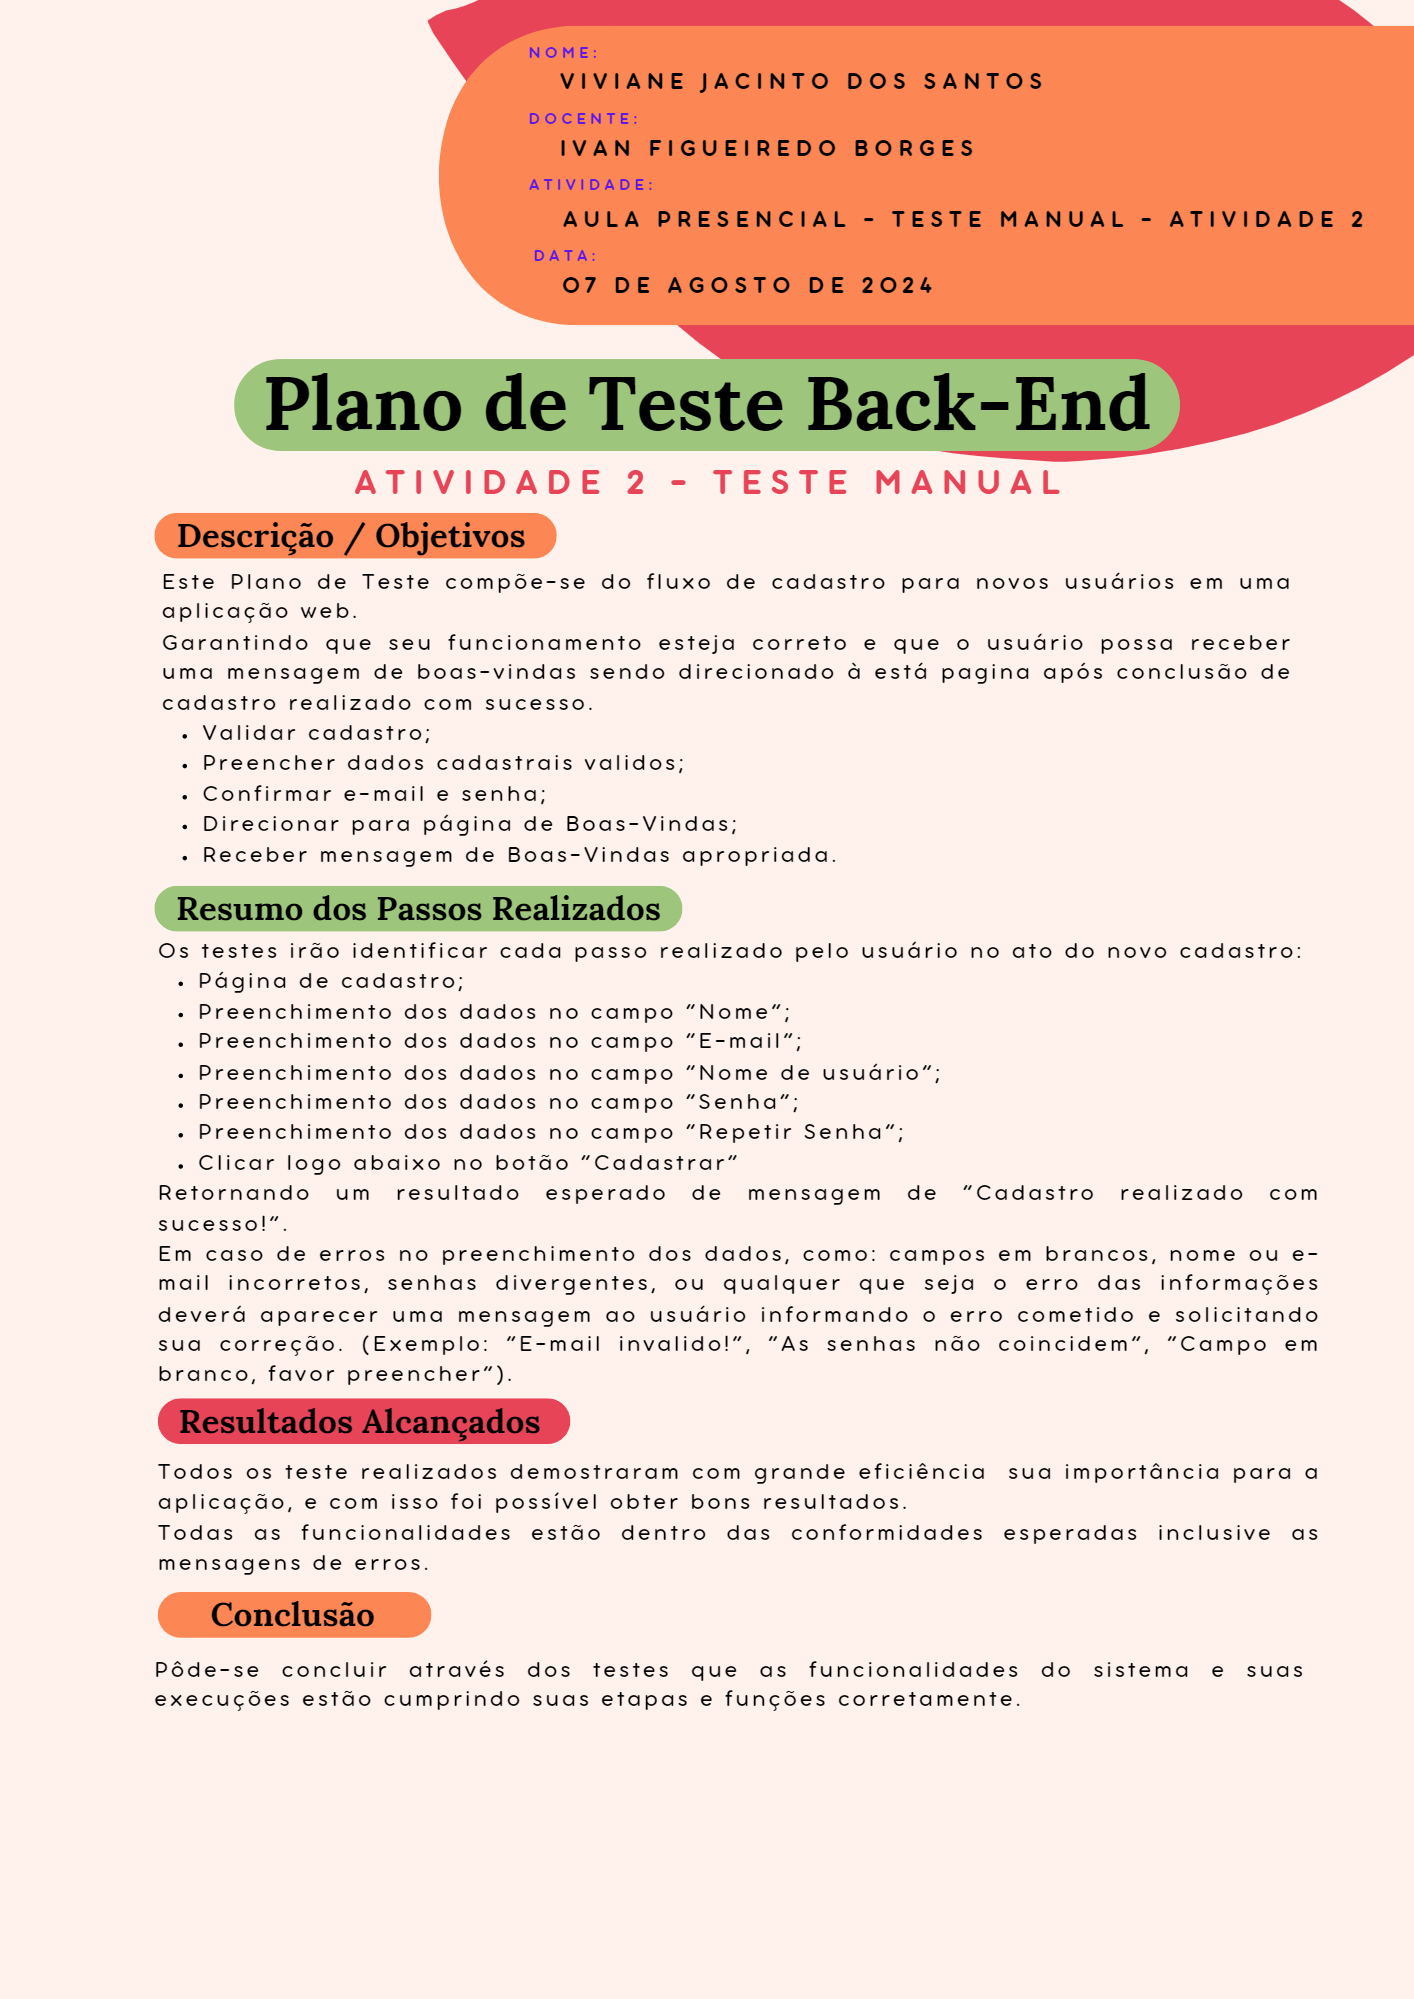 NOME:
VIVIANE JACINTO DOS SANTOS
DOCENTE:
IVAN FIGUEIREDO BORGES
ATIVIDADE:
AULA PRESENCIAL - TESTE MANUAL - ATIVIDADE 2
DATA:
07 DE AGOSTO DE 2024
Plano de Teste Back-End
ATIVIDADE 2 - TESTE MANUAL
Descrição / Objetivos
Este Plano de Teste compõe-se do fluxo de cadastro para novos usuários em uma
aplicação web.
Garantindo que seu funcionamento esteja correto e que o usuário possa receber
uma mensagem de boas-vindas sendo direcionado à está pagina após conclusão de
cadastro realizado com sucesso.
• Validar cadastro;
• Preencher dados cadastrais validos;
• Confirmar e-mail e senha;
• Direcionar para página de Boas-Vindas;
• Receber mensagem de Boas-Vindas apropriada.
Resumo dos Passos Realizados
Os testes irão identificar cada passo realizado pelo usuário no ato do novo cadastro:
• Página de cadastro;
• Preenchimento dos dados no campo "Nome";
• Preenchimento dos dados no campo "E-mail";
• Preenchimento dos dados no campo "Nome de usuário";
• Preenchimento dos dados no campo "Senha";
• Preenchimento dos dados no campo "Repetir Senha";
• Clicar logo abaixo no botão "Cadastrar"
Retornando um resultado esperado de mensagem de "Cadastro realizado com
sucesso!".
Em caso de erros no preenchimento dos dados, como: campos em brancos, nome ou e-
mail incorretos, senhas divergentes, ou qualquer que seja o erro das informações
deverá aparecer uma mensagem ao usuário informando o erro cometido e solicitando
sua correção. (Exemplo: "E-mail invalido!", "As senhas não coincidem", "Campo em
branco, favor preencher").
Resultados Alcançados
Todos os teste realizados demostraram com grande eficiência sua importância para a
aplicação, e com isso foi possível obter bons resultados.
Todas as funcionalidades estão dentro das conformidades esperadas inclusive as
mensagens de erros.
Conclusão
Pôde-se concluir através dos testes que as funcionalidades do sistema e suas
execuções estão cumprindo suas etapas e funções corretamente.